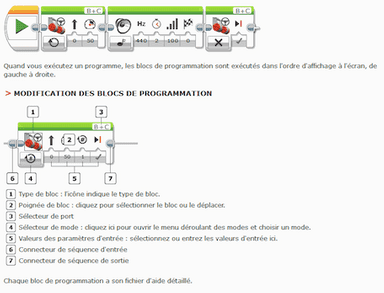 B+C
B+C
0 50
Hz
440 2 100 0
Quand vous exécutez un programme, les blocs de programmation sont exécutés dans l'ordre d'affichage à l'écran, de
gauche à droite.
> MODIFICATION DES BLOCS DE PROGRAMMATION
1 3
B+C
2
0 50 1
6 4 5 7
1 Type de bloc : l'icône indique le type de bloc.
2 Poignée de bloc : cliquez pour sélectionner le bloc ou le déplacer.
3 Sélecteur de port
4 Sélecteur de mode : cliquez ici pour ouvrir le menu déroulant des modes et choisir un mode.
5 Valeurs des paramètres d'entrée : sélectionnez ou entrez les valeurs d'entrée ici.
6 Connecteur de séquence d'entrée
7 Connecteur de séquence de sortie
Chaque bloc de programmation a son fichier d'aide détaillé.